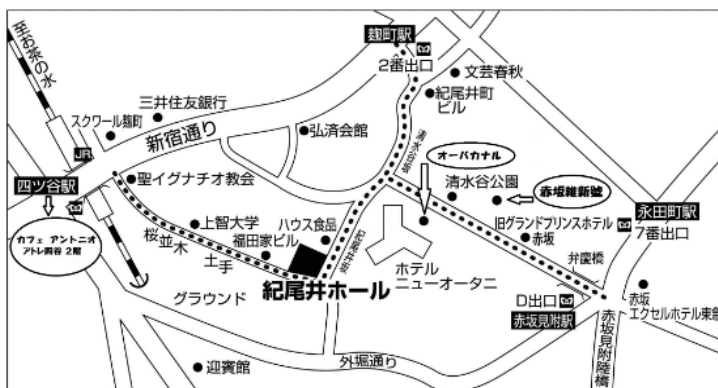 至お茶の水
麹町駅
2番出口
文芸春秋
紀尾井町
ビル
三井住友銀行
スクワール麹町
新宿通り
弘済会館
清水谷坂
オーバカナル
JR
四ツ谷駅
聖イグナチオ教会
清水谷公園
赤坂維新號
永田町駅
7番出口
カフェ アントニオ
アトレ四谷 2階
上智大学
ハウス食品
桜並木
土手
福田家ビル
紀尾井坂
旧グランドプリンスホテル
赤坂
弁慶橋
ホテル
ニューオータニ
グラウンド
紀尾井ホール
D出口
赤坂見附駅
赤坂
エクセルホテル東急
赤坂見附陸橋
外堀通り
迎賓館